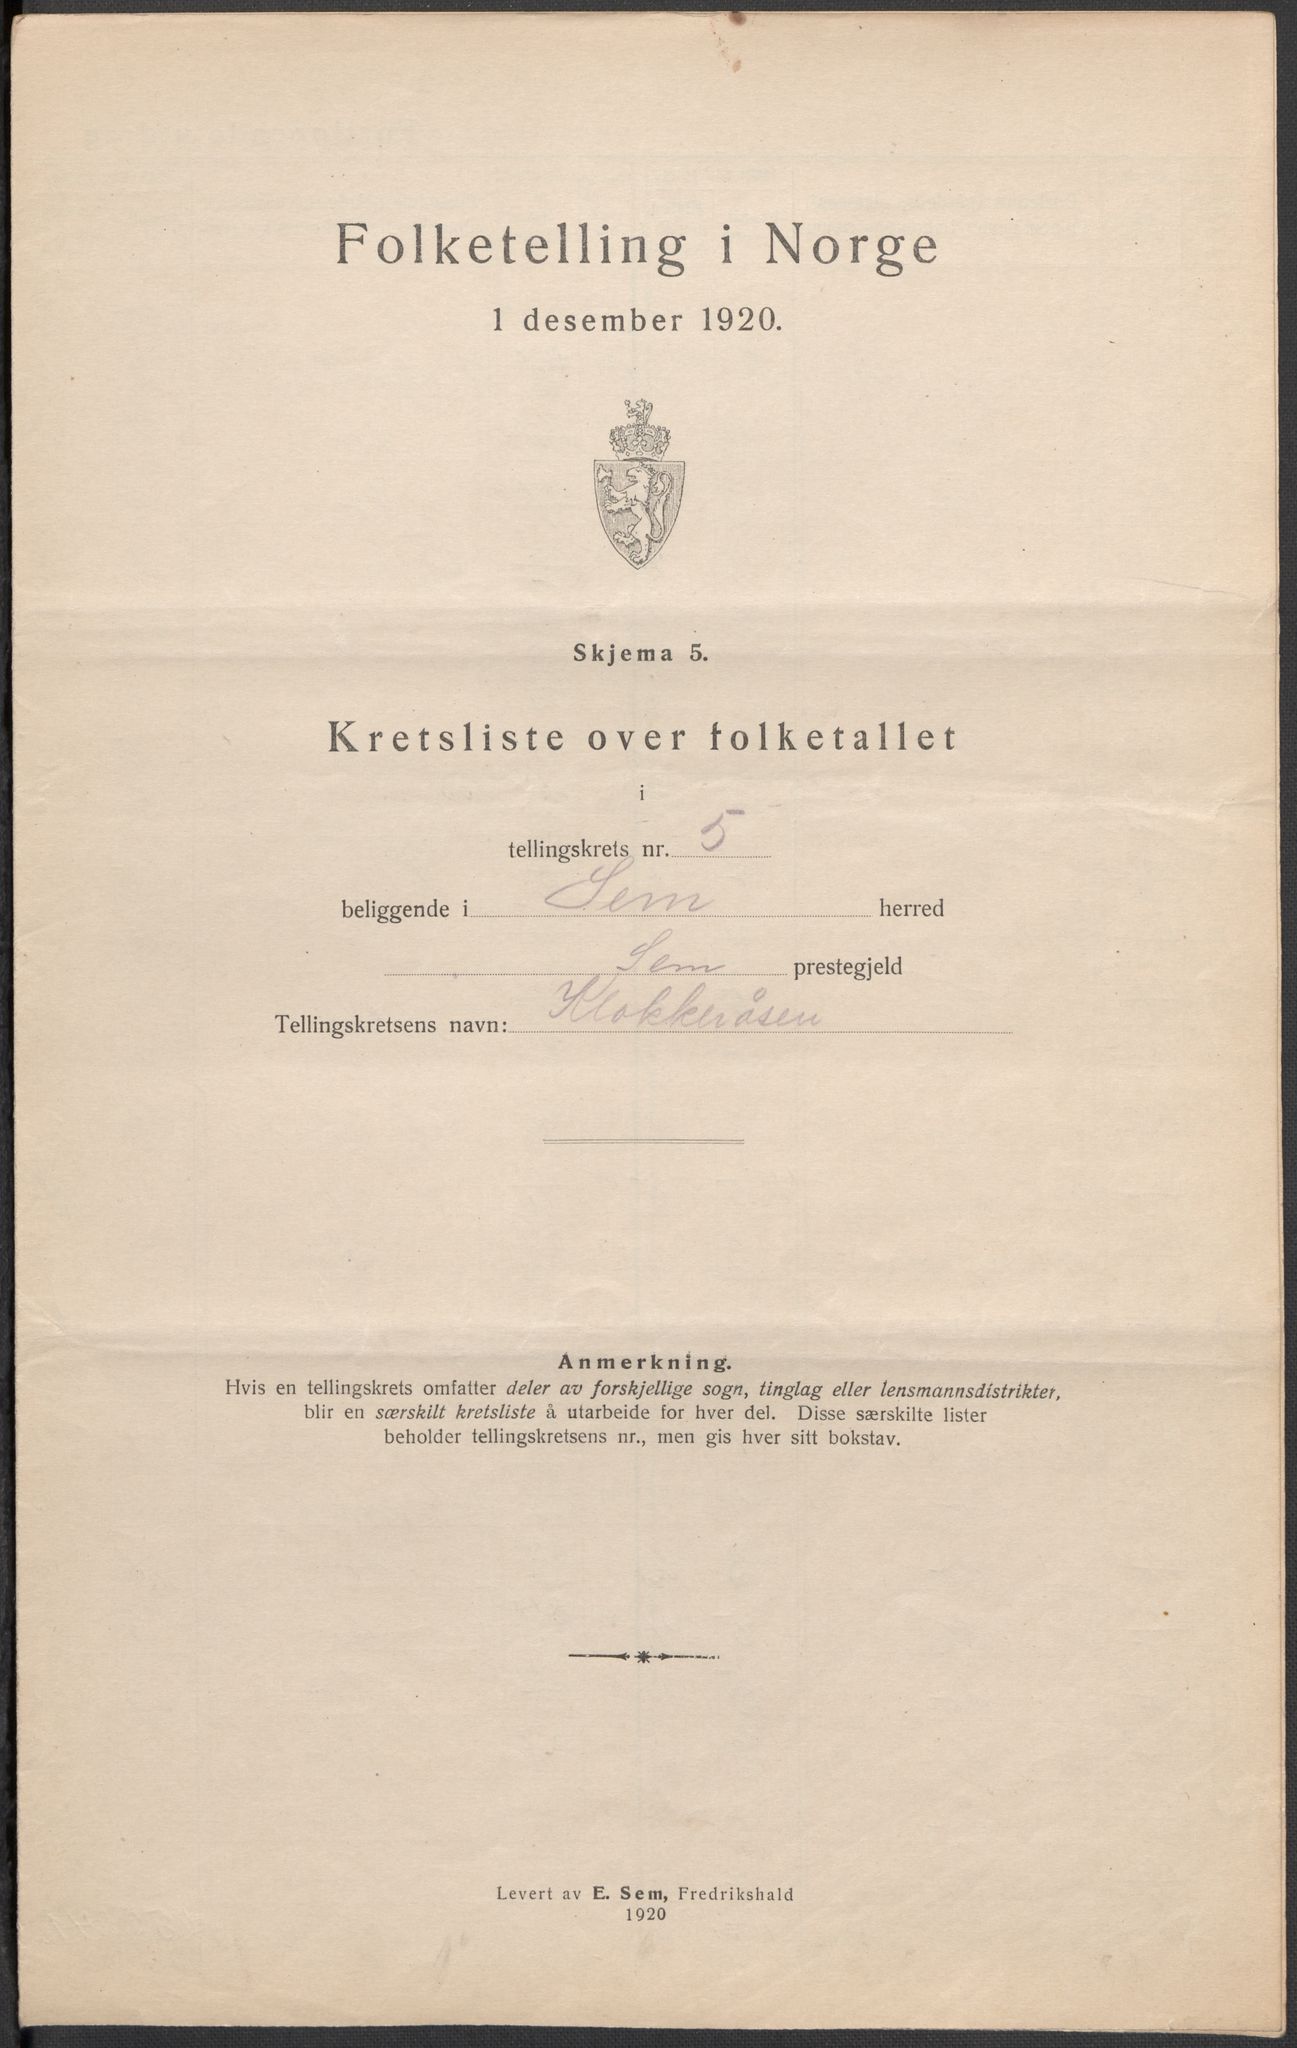 Folketelling i Norge
1 desember 1920.
Skjema 5.
Kretsliste over folketallet
i
tellingskrets nr. 5
beliggende i Sem herred
Sem prestegjeld
Tellingskretsens navn: Klokkeråsen
Anmerkning.
Hvis en tellingskrets omfatter deler av forskjellige sogn, tinglag eller lensmannsdistrikter,
blir en særskilt kretsliste å utarbeide for hver del. Disse særskilte lister
beholder tellingskretsens nr., men gis hver sitt bokstav.
Levert av E. Sem, Fredrikshald
1920